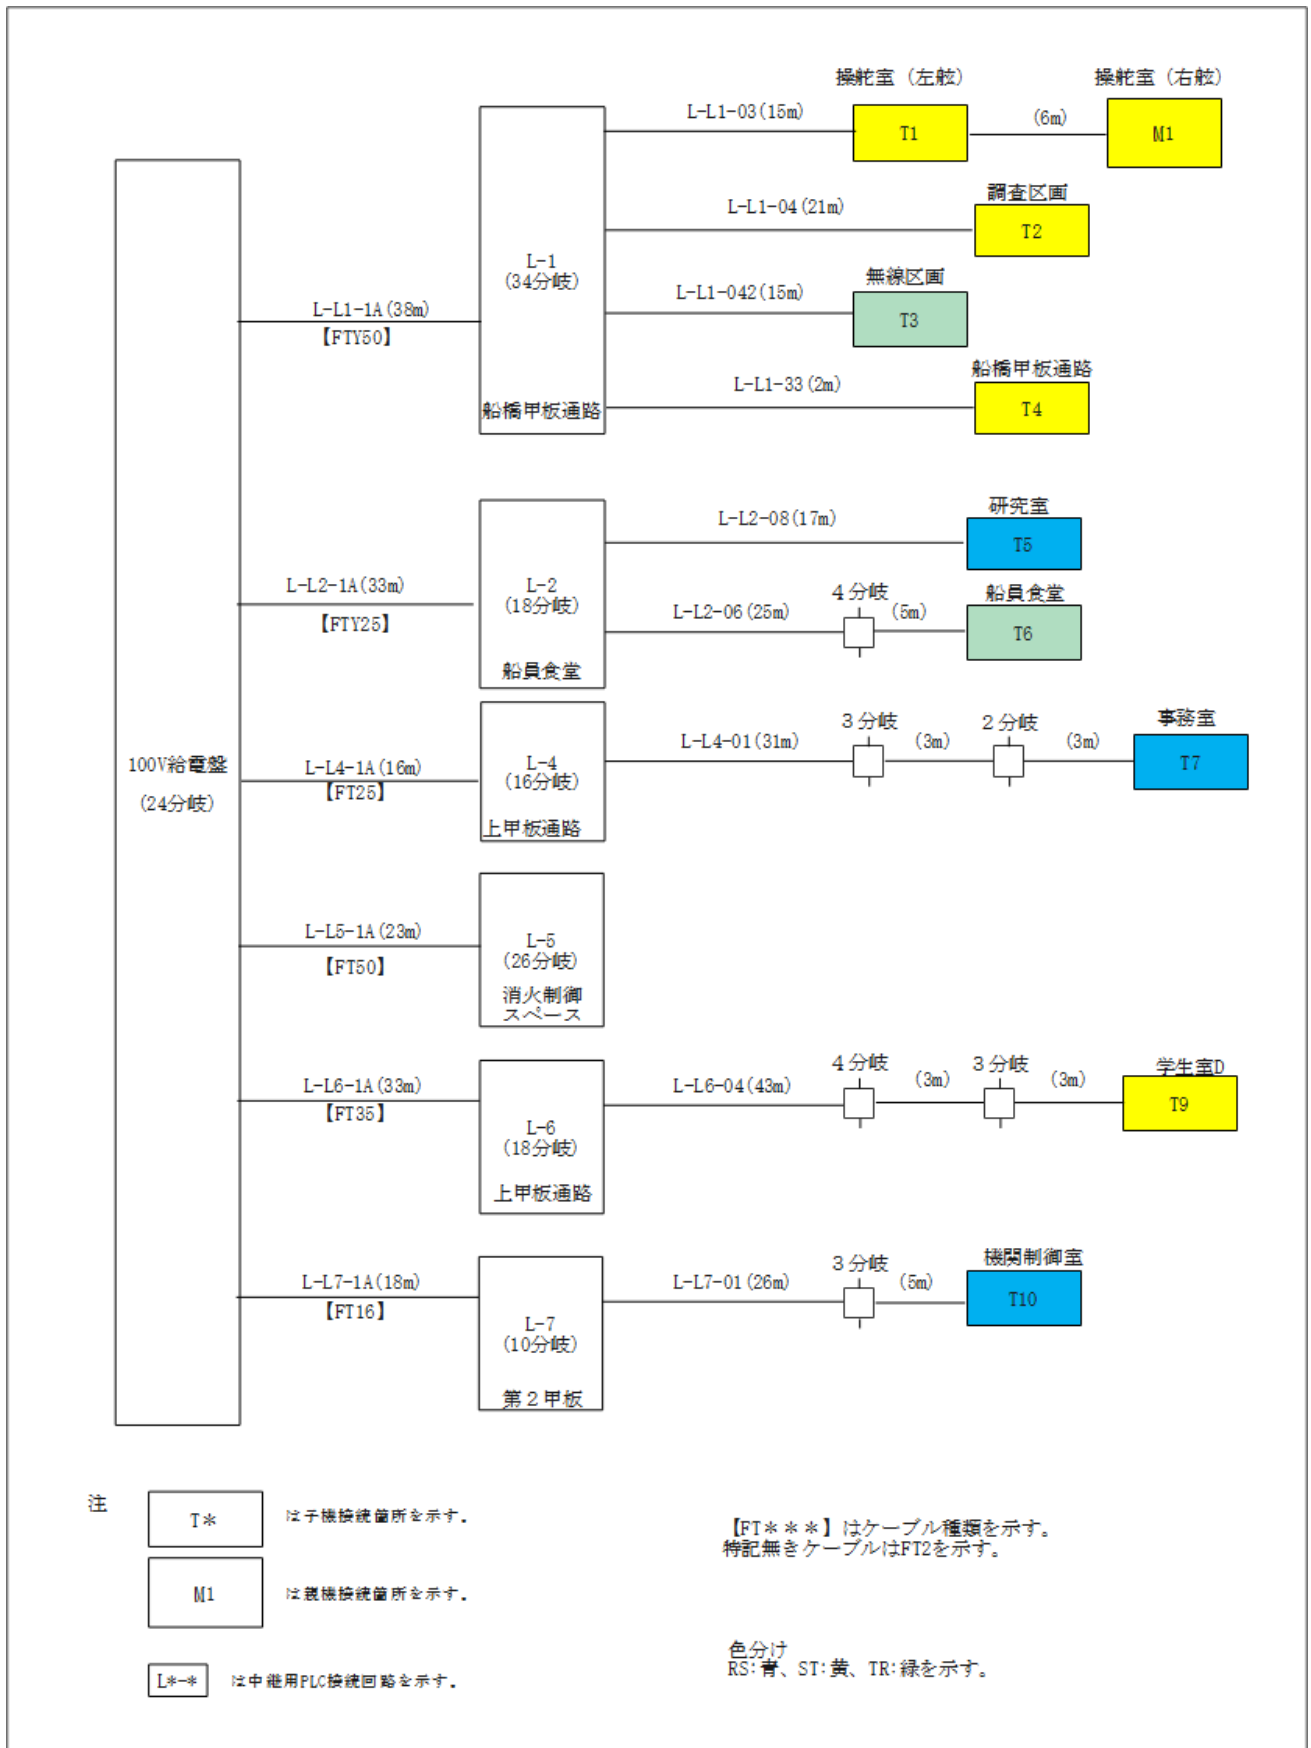 操舵室（左舷）
操舵室（右舷）
L-L1-03(15m)
T1
(6m)
M1
調査区画
L-L1-04(21m)
T2
L-1
(34分岐)
船橋甲板通路
無線区画
L-L1-042(15m)
T3
L-L1-1A(38m)
【FTY50】
船橋甲板通路
L-L1-33(2m)
T4
研究室
L-L2-08(17m)
T5
L-L2-1A(33m)
【FTY25】
L-2
(18分岐)
船員食堂
L-L2-06(25m)
４分岐
(5m)
船員食堂
T6
100V給電盤
(24分岐)
L-L4-1A(16m)
【FT25】
L-4
(16分岐)
上甲板通路
L-L4-01(31m)
３分岐
(3m)
２分岐
(3m)
事務室
T7
L-L5-1A(23m)
【FT50】
L-5
(26分岐)
消火制御
スペース
L-L6-1A(33m)
【FT35】
L-6
(18分岐)
上甲板通路
L-L6-04(43m)
４分岐
(3m)
３分岐
(3m)
学生室D
T9
L-L7-1A(18m)
【FT16】
L-7
(10分岐)
第２甲板
L-L7-01(26m)
３分岐
(5m)
機関制御室
T10
注
T＊
は子機接続箇所を示す。
M1
は親機接続箇所を示す。
L*-*
は中継用PLC接続回路を示す。
【FT＊＊＊】はケーブル種類を示す。
特記無きケーブルはFT2を示す。
色分け
RS:青、ST:黄、TR:緑を示す。